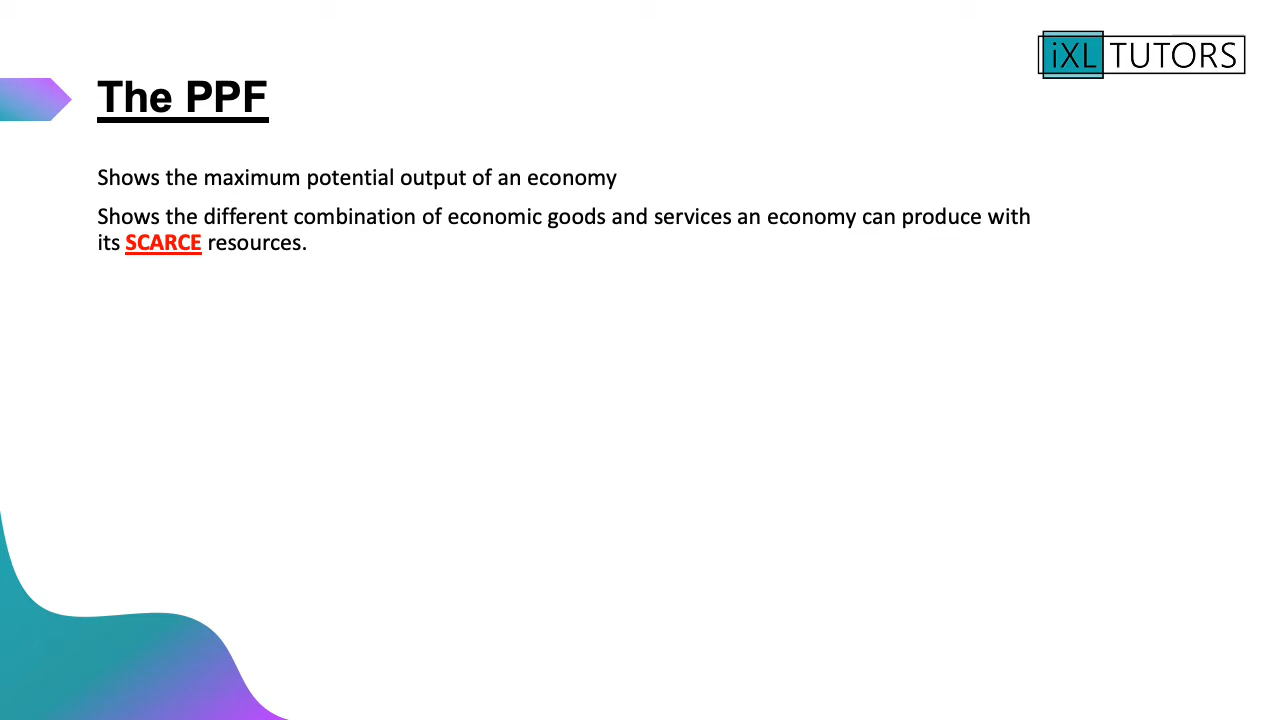 iXL TUTORS
The PPF
Shows the maximum potential output of an economy
Shows the different combination of economic goods and services an economy can produce with
its SCARCE resources.